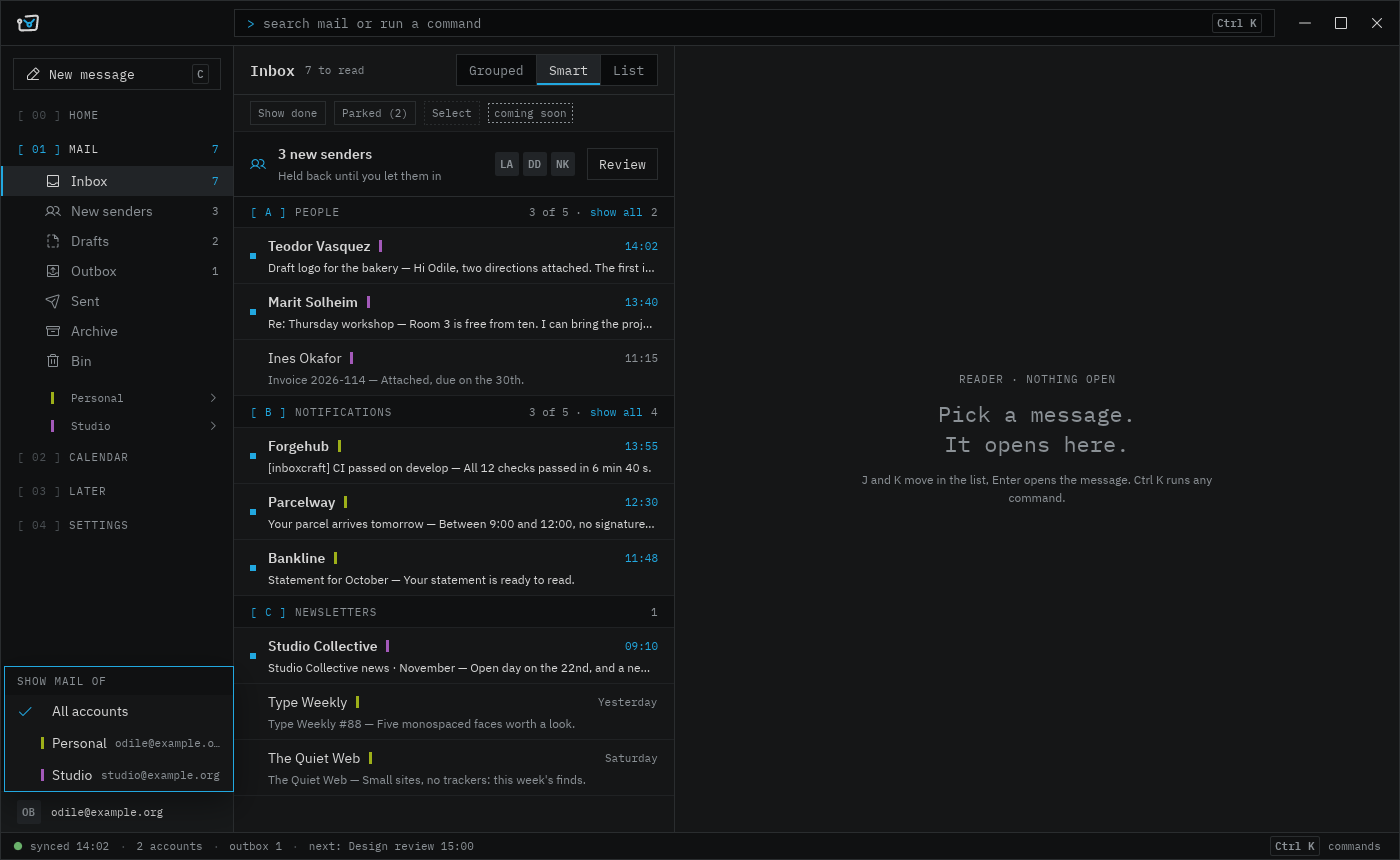 > search mail or run a command Ctrl K
New message C
[ 00 ] HOME
[ 01 ] MAIL 7
Inbox 7
New senders 3
Drafts 2
Outbox 1
Sent
Archive
Bin
Personal
Studio
[ 02 ] CALENDAR
[ 03 ] LATER
[ 04 ] SETTINGS
SHOW MAIL OF
All accounts
Personal odile@example.o…
Studio studio@example.org
OB odile@example.org
Inbox 7 to read Grouped Smart List
Show done Parked (2) Select coming soon
3 new senders
Held back until you let them in
LA DD NK Review
[ A ] PEOPLE 3 of 5 · show all 2
Teodor Vasquez 14:02
Draft logo for the bakery — Hi Odile, two directions attached. The first i…
Marit Solheim 13:40
Re: Thursday workshop — Room 3 is free from ten. I can bring the proj…
Ines Okafor 11:15
Invoice 2026-114 — Attached, due on the 30th.
[ B ] NOTIFICATIONS 3 of 5 · show all 4
Forgehub 13:55
[inboxcraft] CI passed on develop — All 12 checks passed in 6 min 40 s.
Parcelway 12:30
Your parcel arrives tomorrow — Between 9:00 and 12:00, no signature…
Bankline 11:48
Statement for October — Your statement is ready to read.
[ C ] NEWSLETTERS 1
Studio Collective 09:10
Studio Collective news · November — Open day on the 22nd, and a ne…
Type Weekly Yesterday
Type Weekly #88 — Five monospaced faces worth a look.
The Quiet Web Saturday
The Quiet Web — Small sites, no trackers: this week's finds.
READER · NOTHING OPEN
Pick a message.
It opens here.
J and K move in the list, Enter opens the message. Ctrl K runs any
command.
synced 14:02 · 2 accounts · outbox 1 · next: Design review 15:00 Ctrl K commands